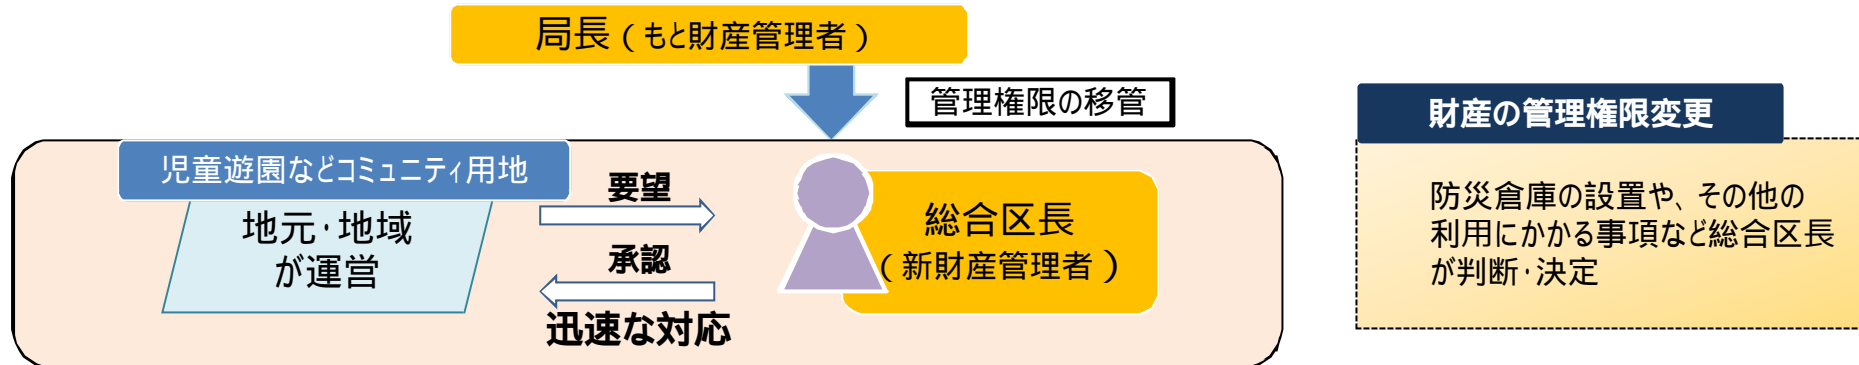 局長（もと財産管理者）
管理権限の移管
児童遊園などコミュニティ用地
地元・地域
が運営
要望
承認
迅速な対応
総合区長
（新財産管理者）
財産の管理権限変更
防災倉庫の設置や、その他の
利用にかかる事項など総合区長
が判断・決定